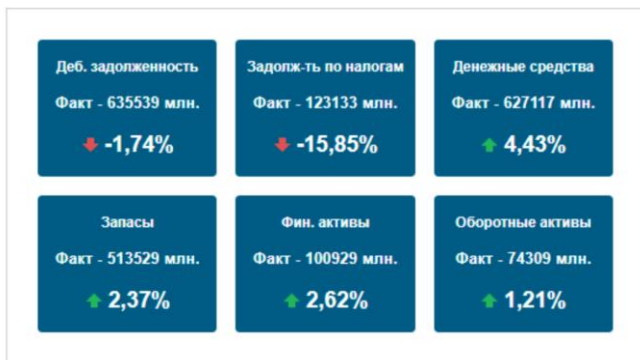 Деб. задолженность
Факт - 635539 млн.
-1,74%
Задолж-ть по налогам
Факт - 123133 млн.
-15,85%
Денежные средства
Факт - 627117 млн.
4,43%
Запасы
Факт - 513529 млн.
2,37%
Фин. активы
Факт - 100929 млн.
2,62%
Оборотные активы
Факт - 74309 млн.
1,21%